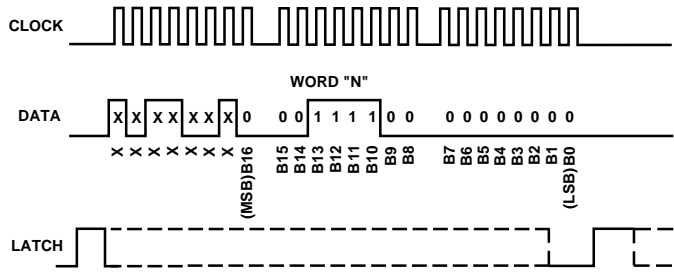 CLOCK
WORD "N"
DATA X X X X X X X 0 0 0 1 1 1 1 0 0 0 0 0 0 0 0 0 0
X X X X X X X (MSB)B16 B15 B14 B13 B12 B11 B10 B9 B8 B7 B6 B5 B4 B3 B2 B1 (LSB)B0
LATCH